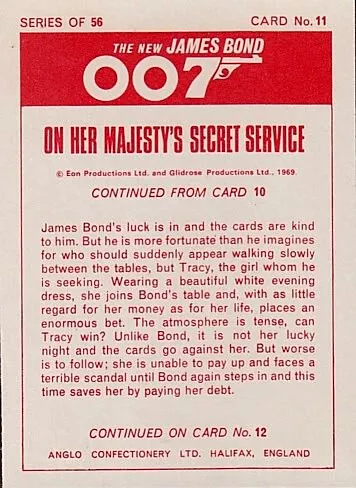 SERIES OF 56 CARD No. 11
THE NEW JAMES BOND
007
ON HER MAJESTY'S SECRET SERVICE
© Eon Productions Ltd. and Glidrose Productions Ltd., 1969.
CONTINUED FROM CARD 10
James Bond's luck is in and the cards are kind
to him. But he is more fortunate than he imagines
for who should suddenly appear walking slowly
between the tables, but Tracy, the girl whom he
is seeking. Wearing a beautiful white evening
dress, she joins Bond's table and, with as little
regard for her money as for her life, places an
enormous bet. The atmosphere is tense, can
Tracy win? Unlike Bond, it is not her lucky
night and the cards go against her. But worse
is to follow; she is unable to pay up and faces a
terrible scandal until Bond again steps in and this
time saves her by paying her debt.
CONTINUED ON CARD No. 12
ANGLO CONFECTIONERY LTD. HALIFAX, ENGLAND